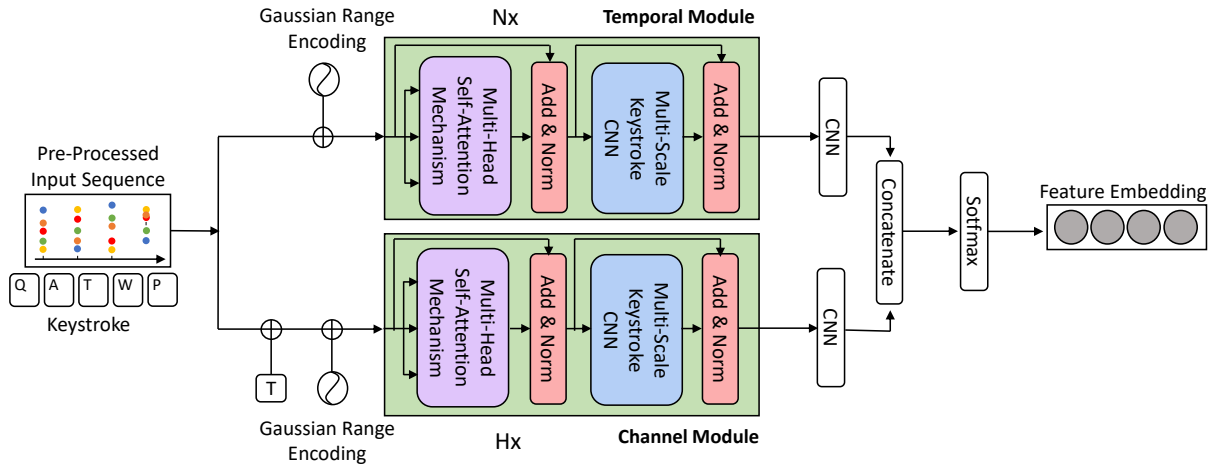 Gaussian Range
Encoding
Nx
Temporal Module
Multi-Head
Self-Attention
Mechanism
Add & Norm
Multi-Scale
Keystroke
CNN
Add & Norm
CNN
Pre-Processed
Input Sequence
Q A T W P
Keystroke
Concatenate
Sotfmax
Feature Embedding
T
Gaussian Range
Encoding
Multi-Head
Self-Attention
Mechanism
Add & Norm
Multi-Scale
Keystroke
CNN
Add & Norm
CNN
Hx
Channel Module